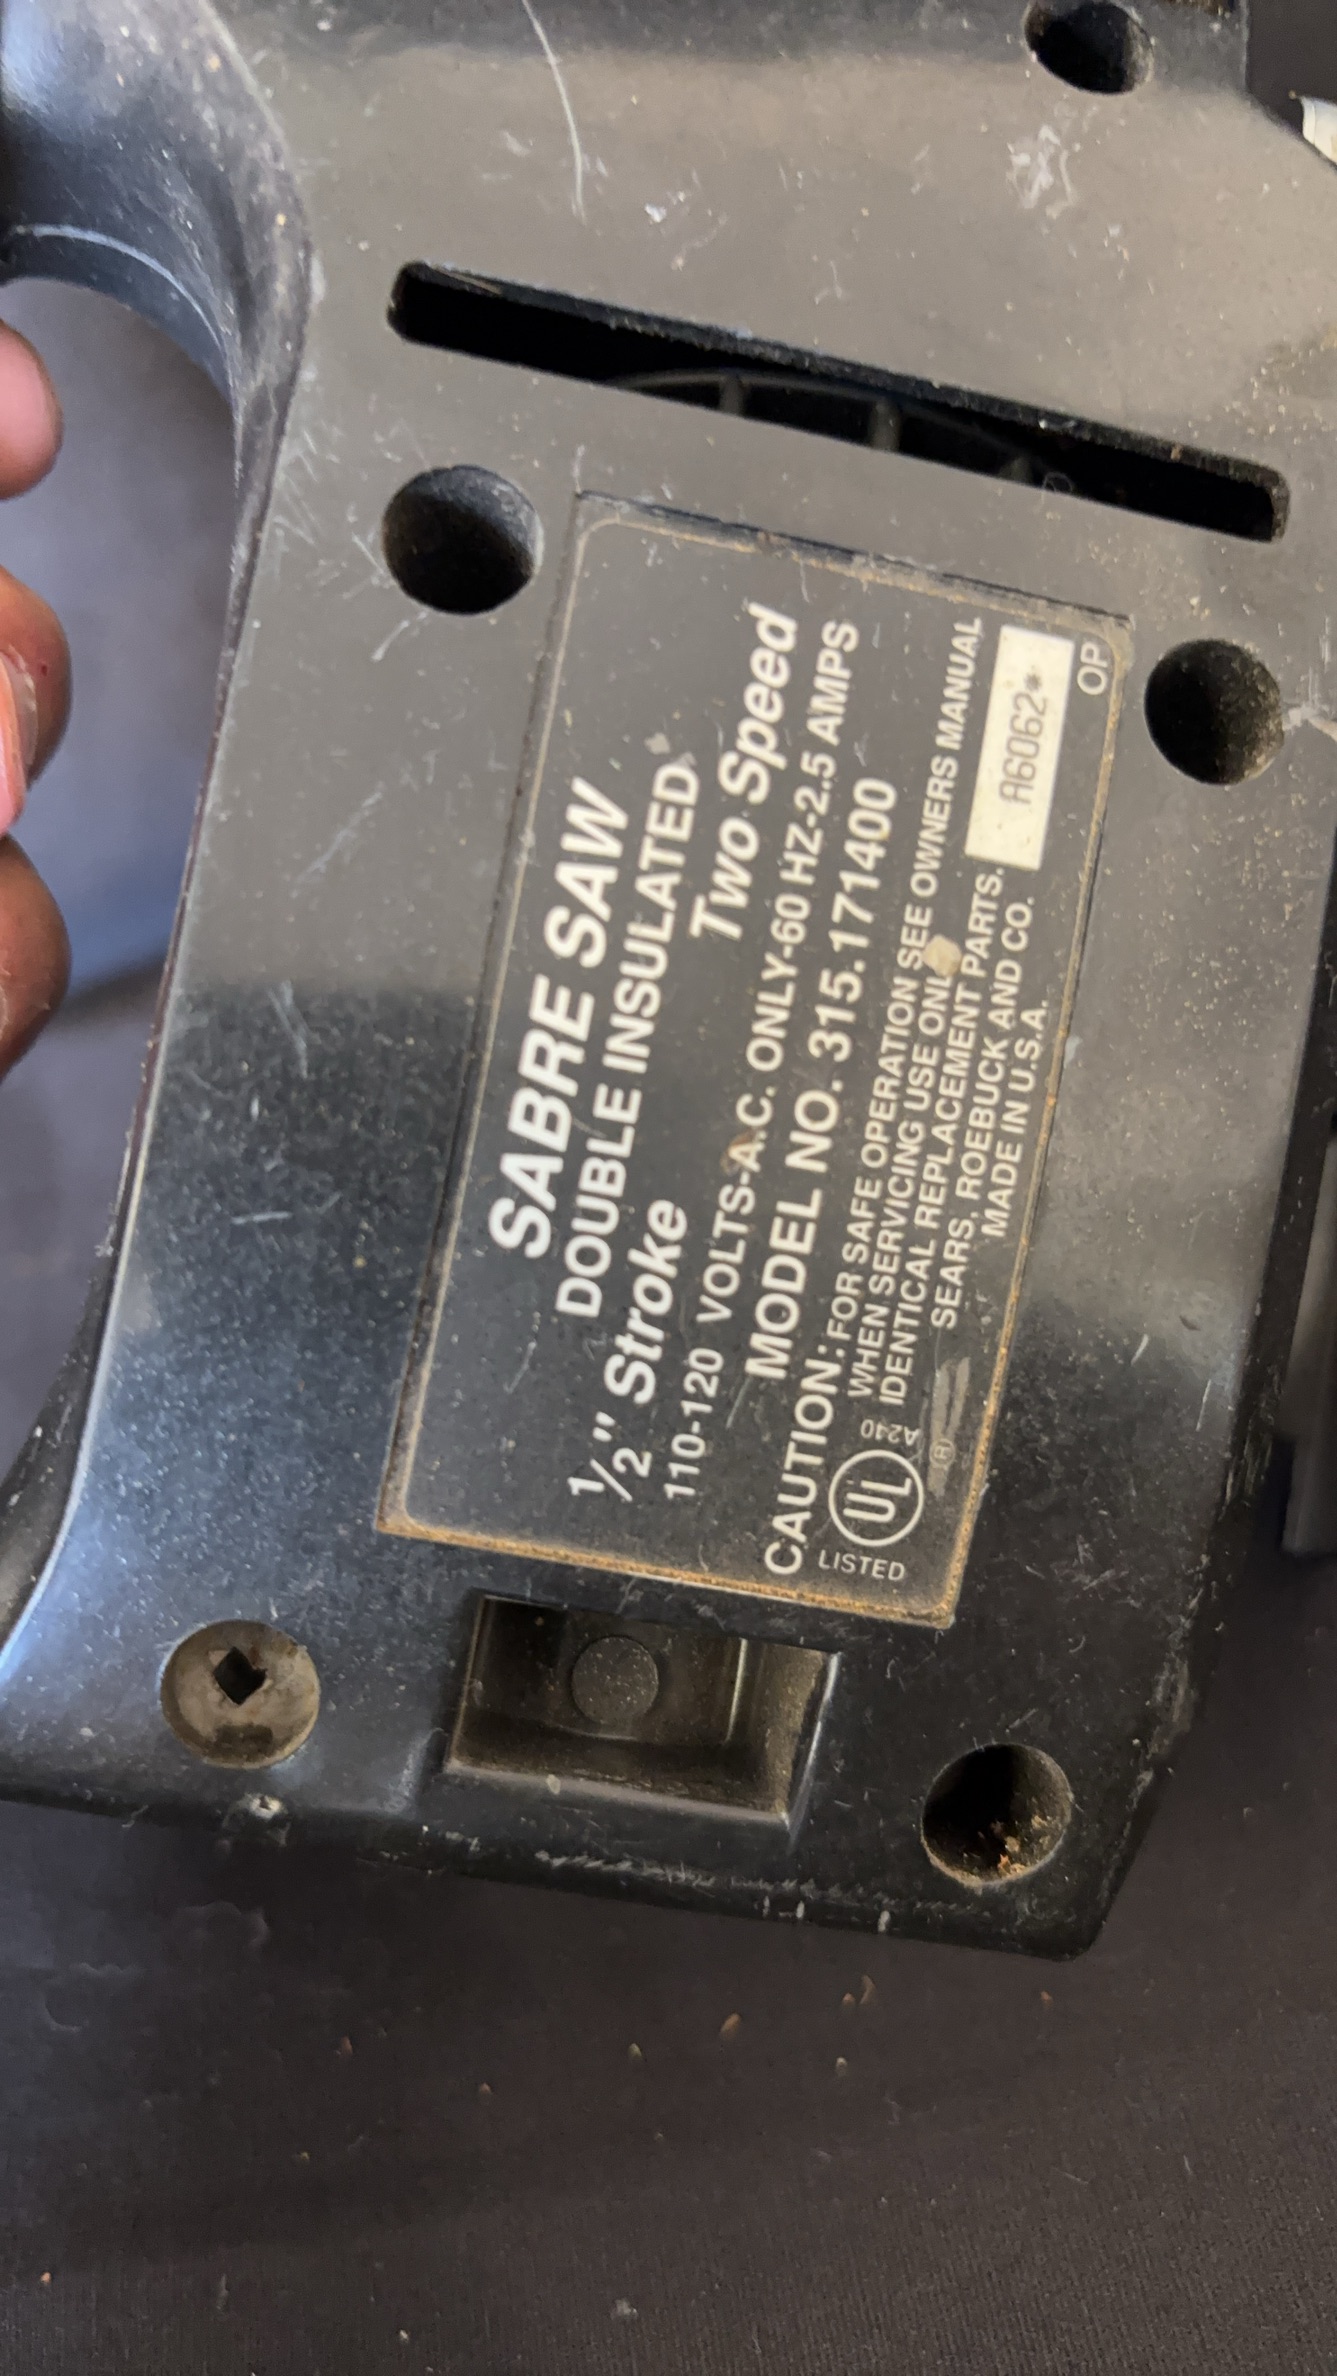 SABRE SAW
DOUBLE INSULATED
1/2" Stroke Two Speed
110-120 VOLTS-A.C. ONLY-60 HZ-2.5 AMPS
MODEL NO. 315.171400
CAUTION: FOR SAFE OPERATION SEE OWNERS MANUAL
WHEN SERVICING USE ONLY
IDENTICAL REPLACEMENT PARTS.
SEARS, ROEBUCK AND CO.
MADE IN U.S.A.
A240
UL
®
LISTED
A6062*
OP